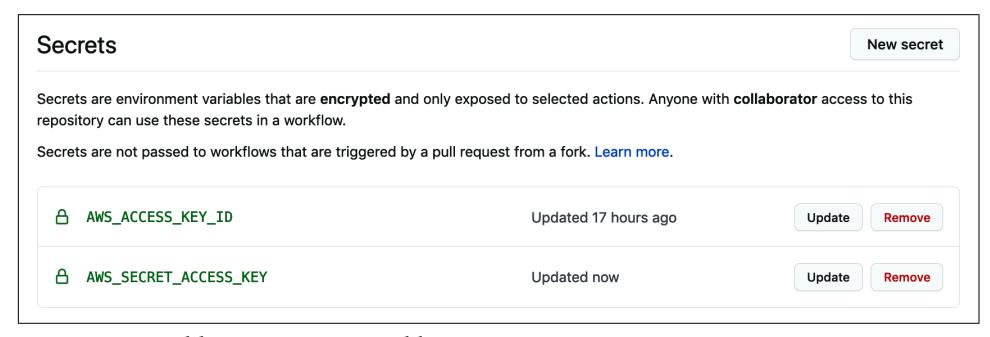 Secrets
New secret
Secrets are environment variables that are encrypted and only exposed to selected actions. Anyone with collaborator access to this
repository can use these secrets in a workflow.
Secrets are not passed to workflows that are triggered by a pull request from a fork. Learn more.
AWS_ACCESS_KEY_ID
Updated 17 hours ago
Update
Remove
AWS_SECRET_ACCESS_KEY
Updated now
Update
Remove